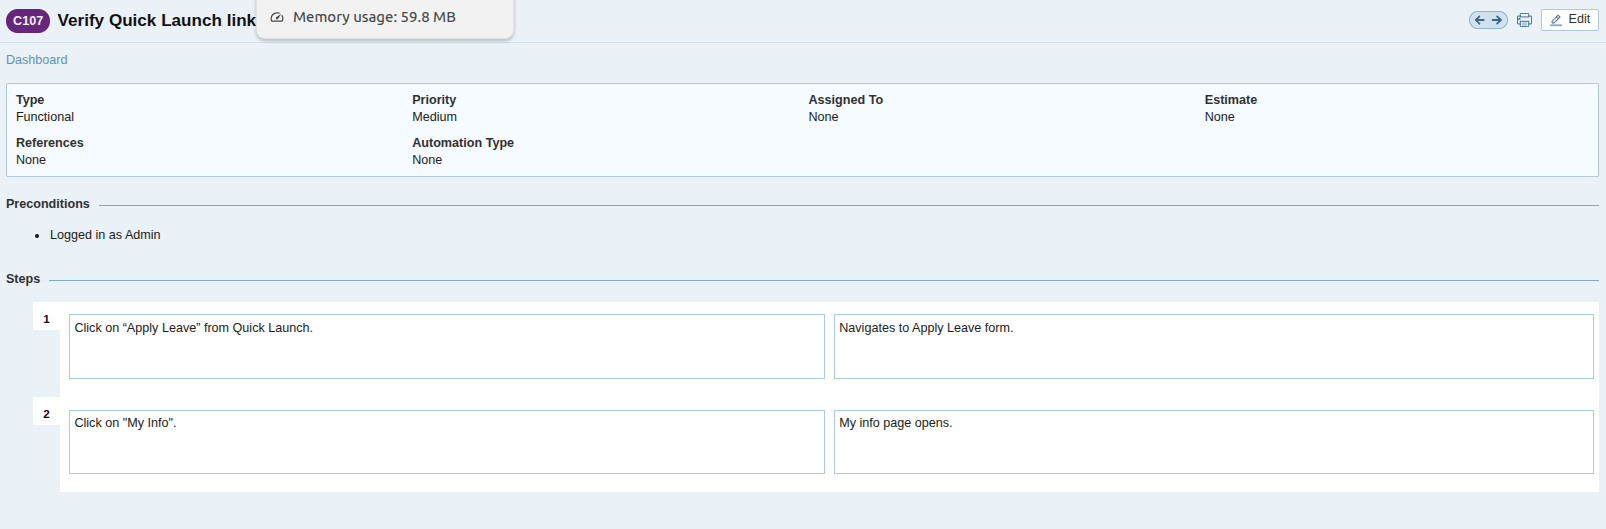 C107 Verify Quick Launch link
Memory usage: 59.8 MB
Edit
Dashboard
Type Priority Assigned To Estimate
Functional Medium None None
References Automation Type
None None
Preconditions
• Logged in as Admin
Steps
1 Click on “Apply Leave” from Quick Launch. Navigates to Apply Leave form.
2 Click on "My Info". My info page opens.